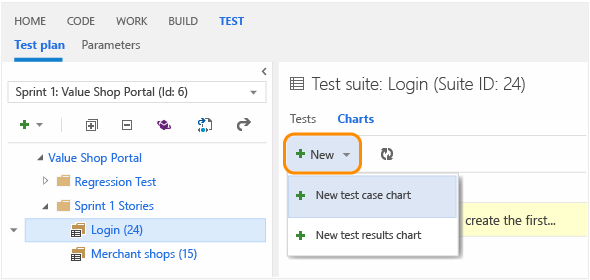 HOME CODE WORK BUILD TEST
Test plan Parameters
Sprint 1: Value Shop Portal (Id: 6)
Value Shop Portal
Regression Test
Sprint 1 Stories
Login (24)
Merchant shops (15)
Test suite: Login (Suite ID: 24)
Tests Charts
New
New test case chart
create the first...
New test results chart